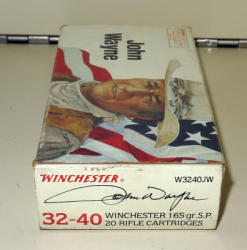 John
Wayne
WINCHESTER
W3240JW
John Wayne
32-40
WINCHESTER 165 gr. S.P.
20 RIFLE CARTRIDGES